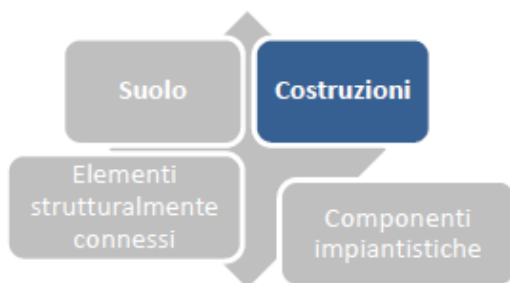 Suolo
Costruzioni
Elementi
strutturalmente
connessi
Componenti
impiantistiche